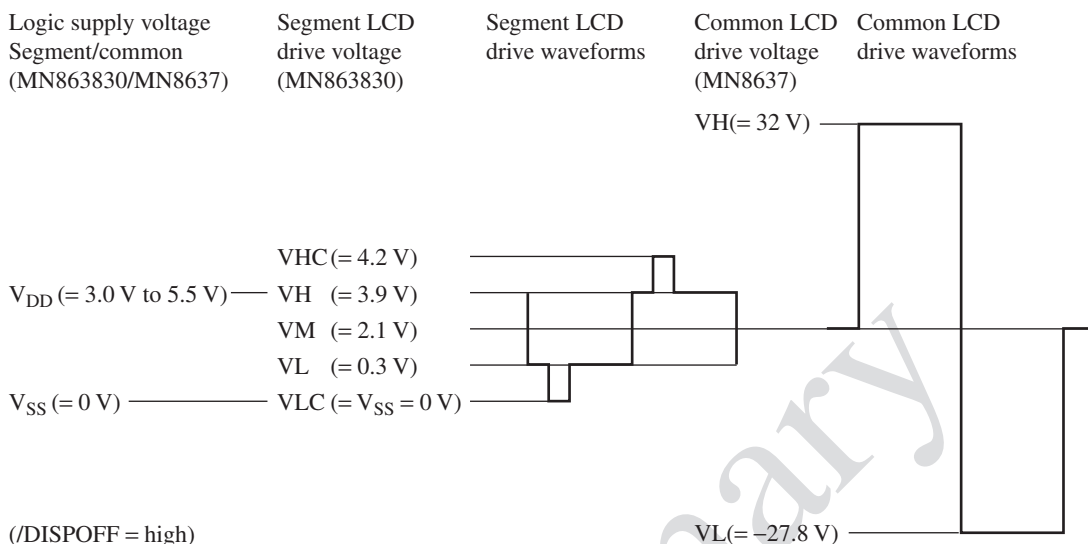 Logic supply voltage
Segment/common
(MN863830/MN8637)
Segment LCD
drive voltage
(MN863830)
Segment LCD
drive waveforms
Common LCD
drive voltage
(MN8637)
Common LCD
drive waveforms
VH(= 32 V)
VHC (= 4.2 V)
VDD (= 3.0 V to 5.5 V)
VH (= 3.9 V)
VM (= 2.1 V)
VL (= 0.3 V)
VSS (= 0 V)
VLC (= VSS = 0 V)
(/DISPOFF = high)
VL(= −27.8 V)